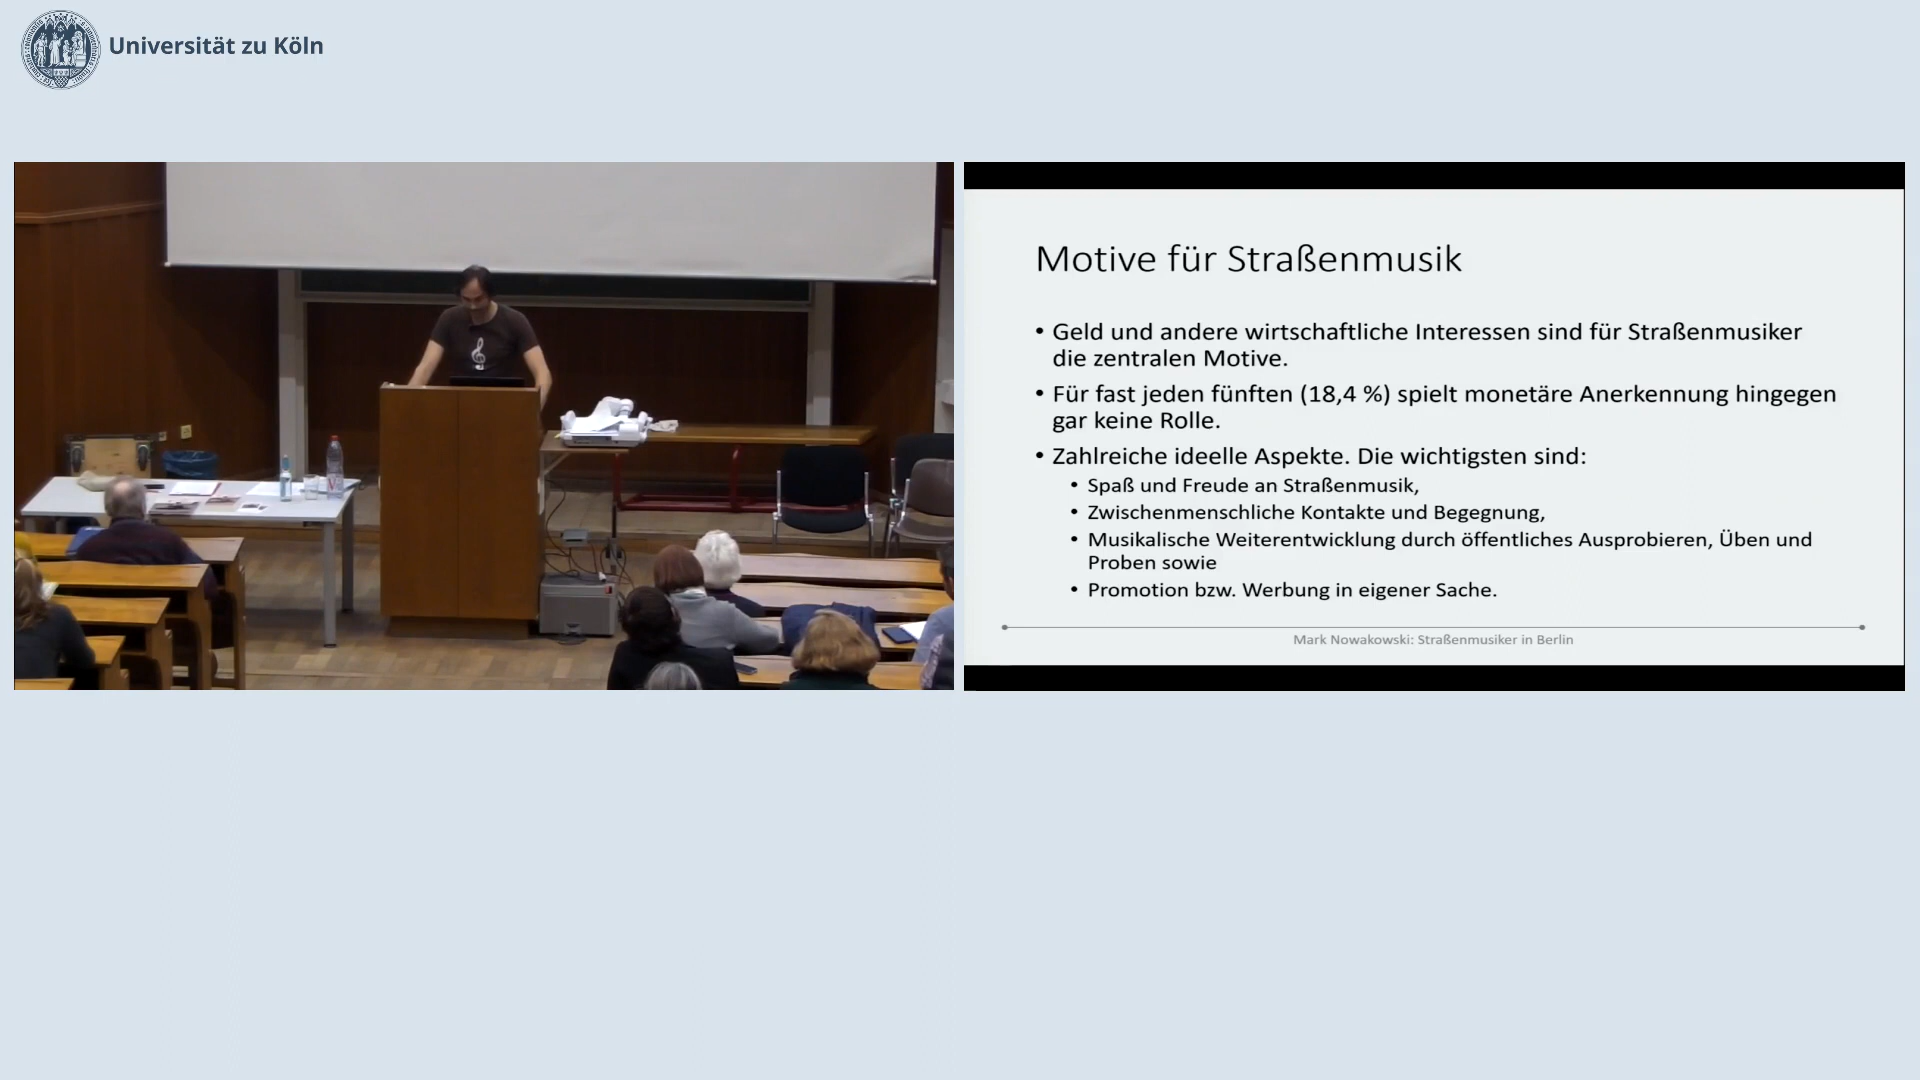 Universität zu Köln
Motive für Straßenmusik
• Geld und andere wirtschaftliche Interessen sind für Straßenmusiker
die zentralen Motive.
• Für fast jeden fünften (18,4 %) spielt monetäre Anerkennung hingegen
gar keine Rolle.
• Zahlreiche ideelle Aspekte. Die wichtigsten sind:
• Spaß und Freude an Straßenmusik,
• Zwischenmenschliche Kontakte und Begegnung,
• Musikalische Weiterentwicklung durch öffentliches Ausprobieren, Üben und
Proben sowie
• Promotion bzw. Werbung in eigener Sache.
Mark Nowakowski: Straßenmusiker in Berlin